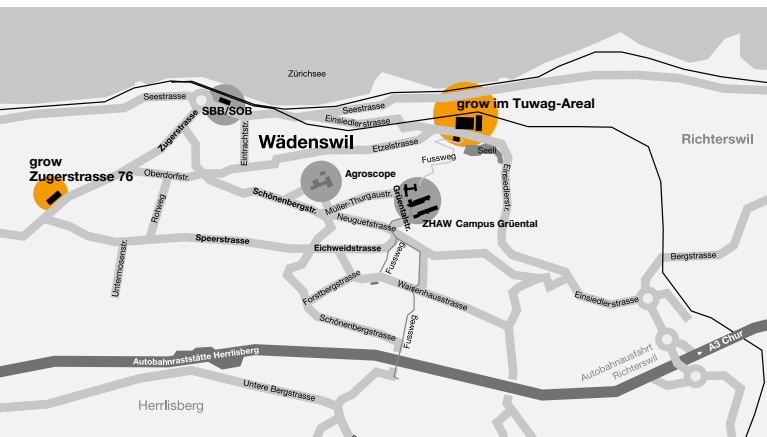 Zürichsee
Seestrasse
SBB/SOB
Seestrasse
grow im Tuwag-Areal
Einsiedlerstrasse
Zugerstrasse
Eintrachtstr.
Wädenswil
Etzelstrasse
Richterswil
Fussweg
Seeli
grow
Zugerstrasse 76
Oberdorfstr.
Agroscope
Einsiedlerstr.
Rotweg
Schönenbergstr.
Müller-Thurgaustr.
Grüentalstr.
Neuguetstrasse
ZHAW Campus Grüental
Untermosenstr.
Speerstrasse
Eichweidstrasse
Fussweg
Bergstrasse
Forstbergstrasse
Waisenhausstrasse
Einsiedlerstrasse
Schönenbergstrasse
Fussweg
Autobahnraststätte Herrlisberg
Autobahnausfahrt
Richterswil
A3 Chur
Untere Bergstrasse
Herrlisberg